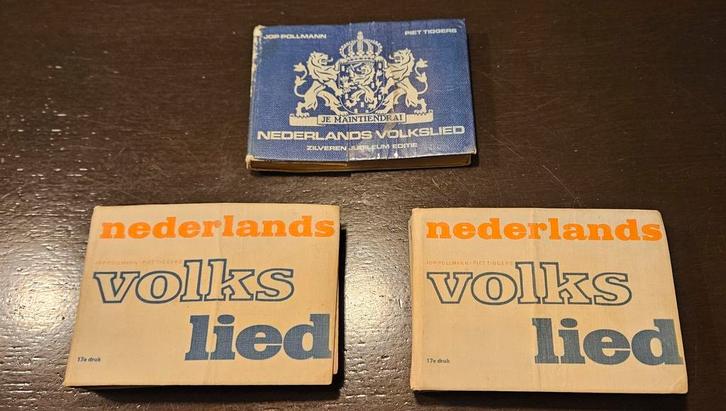 JOP POLLMANN PIET TIGGERS
JE MAINTIENDRAI
NEDERLANDS VOLKSLIED
ZILVEREN JUBILEUM EDITIE
nederlands
JOP POLLMANN - PIET TIGGERS
volks
lied
17e druk
nederlands
JOP POLLMANN - PIET TIGGERS
volks
lied
17e druk